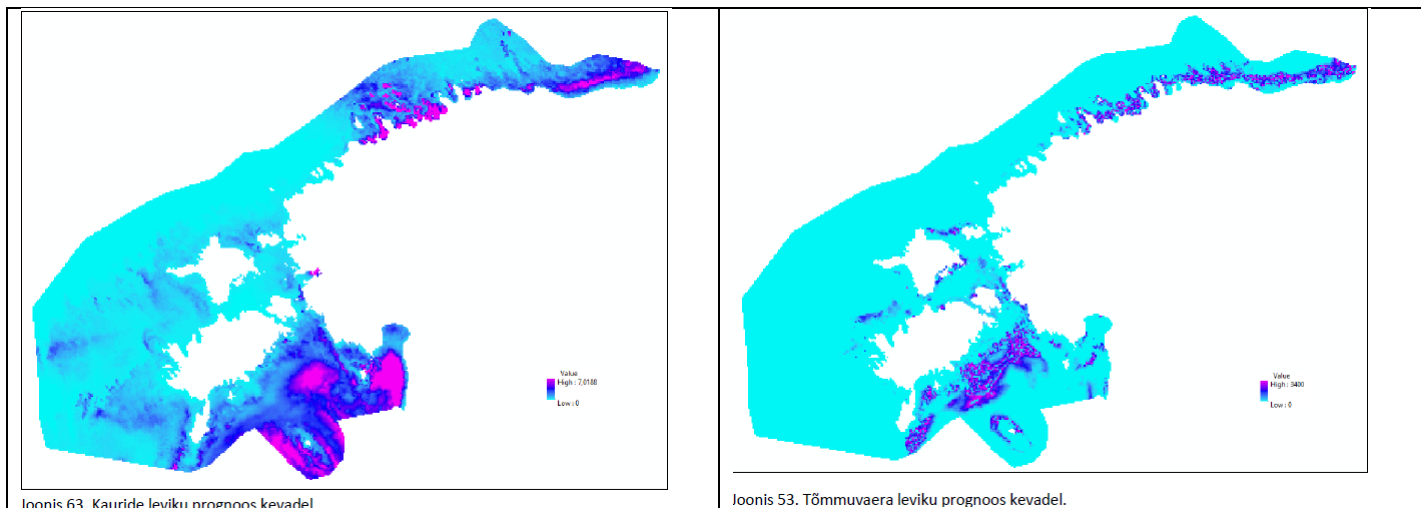 Value
High : 7,0188
Low : 0
Joonis 63. Kauride leviku prognoos kevadel
Value
High : 3400
Low : 0
Joonis 53. Tõmmuvaera leviku prognoos kevadel.